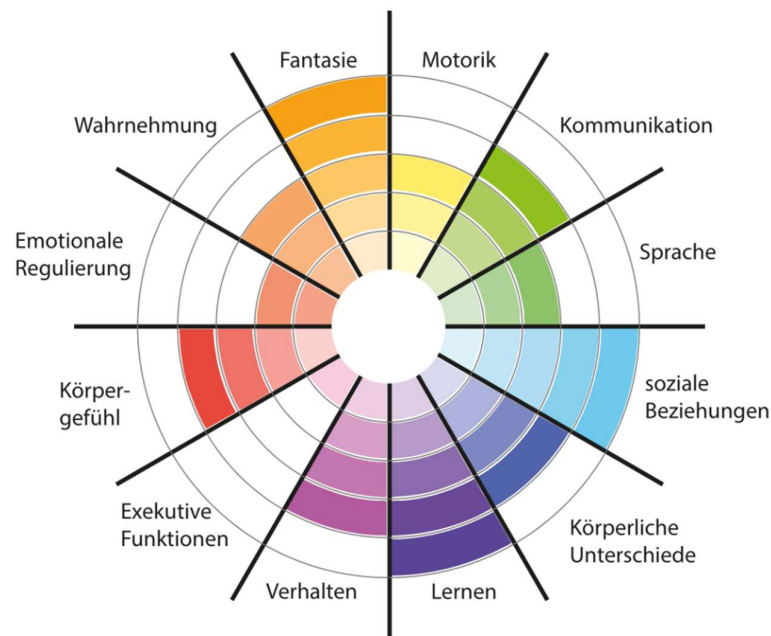 Fantasie
Motorik
Wahrnehmung
Kommunikation
Emotionale
Regulierung
Sprache
Körper-
gefühl
soziale
Beziehungen
Exekutive
Funktionen
Körperliche
Unterschiede
Verhalten
Lernen